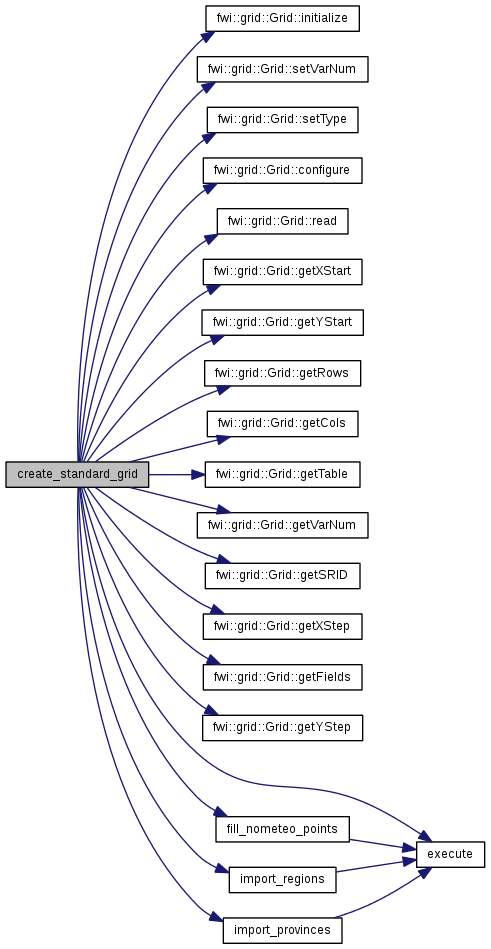 fwi::grid::Grid::initialize
fwi::grid::Grid::setVarNum
fwi::grid::Grid::setType
fwi::grid::Grid::configure
fwi::grid::Grid::read
fwi::grid::Grid::getXStart
fwi::grid::Grid::getYStart
fwi::grid::Grid::getRows
fwi::grid::Grid::getCols
create_standard_grid
fwi::grid::Grid::getTable
fwi::grid::Grid::getVarNum
fwi::grid::Grid::getSRID
fwi::grid::Grid::getXStep
fwi::grid::Grid::getFields
fwi::grid::Grid::getYStep
fill_nometeo_points
execute
import_regions
import_provinces